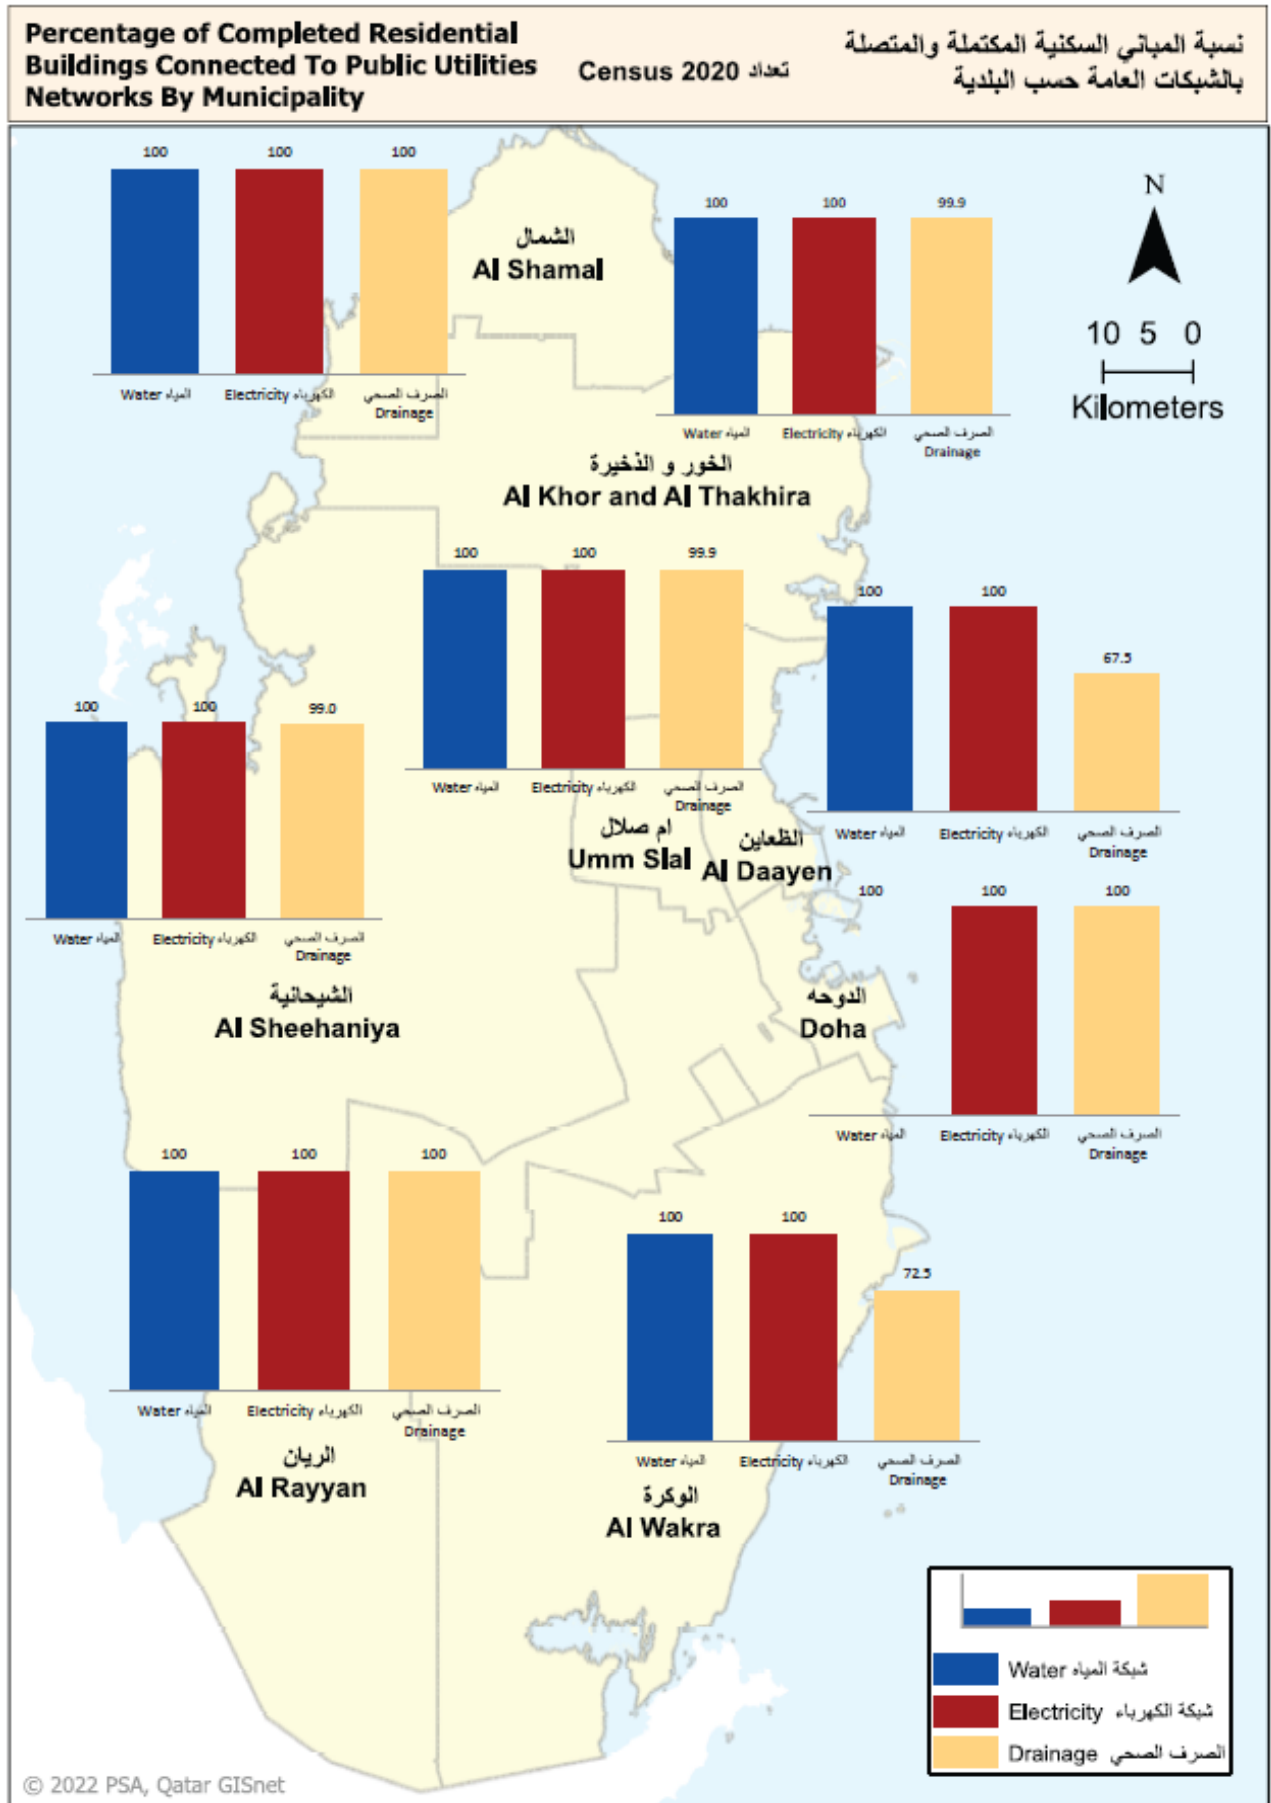 Percentage of Completed Residential
Buildings Connected To Public Utilities
Networks By Municipality
Census 2020 تعداد
نسبة المباني السكنية المكتملة والمتصلة
بالشبكات العامة حسب البلدية
100 100 100
Water المياه Electricity الكهرباء الصرف الصحي
Drainage
الشمال
Al Shamal
100 100 99.9
Water المياه Electricity الكهرباء الصرف الصحي
Drainage
N
10 5 0
Kilometers
الخور و الذخيرة
Al Khor and Al Thakhira
100 100 99.9
Water المياه Electricity الكهرباء الصرف الصحي
Drainage
ام صلال
Umm Slal
100 100 67.5
Water المياه Electricity الكهرباء الصرف الصحي
Drainage
الظعاين
Al Daayen
100 100 99.0
Water المياه Electricity الكهرباء الصرف الصحي
Drainage
الشيحانية
Al Sheehaniya
100 100 100
Water المياه Electricity الكهرباء الصرف الصحي
Drainage
الدوحه
Doha
100 100 100
Water المياه Electricity الكهرباء الصرف الصحي
Drainage
الريان
Al Rayyan
100 100 72.5
Water المياه Electricity الكهرباء الصرف الصحي
Drainage
الوكرة
Al Wakra
Water شبكة المياه
Electricity شبكة الكهرباء
Drainage الصرف الصحي
© 2022 PSA, Qatar GISnet